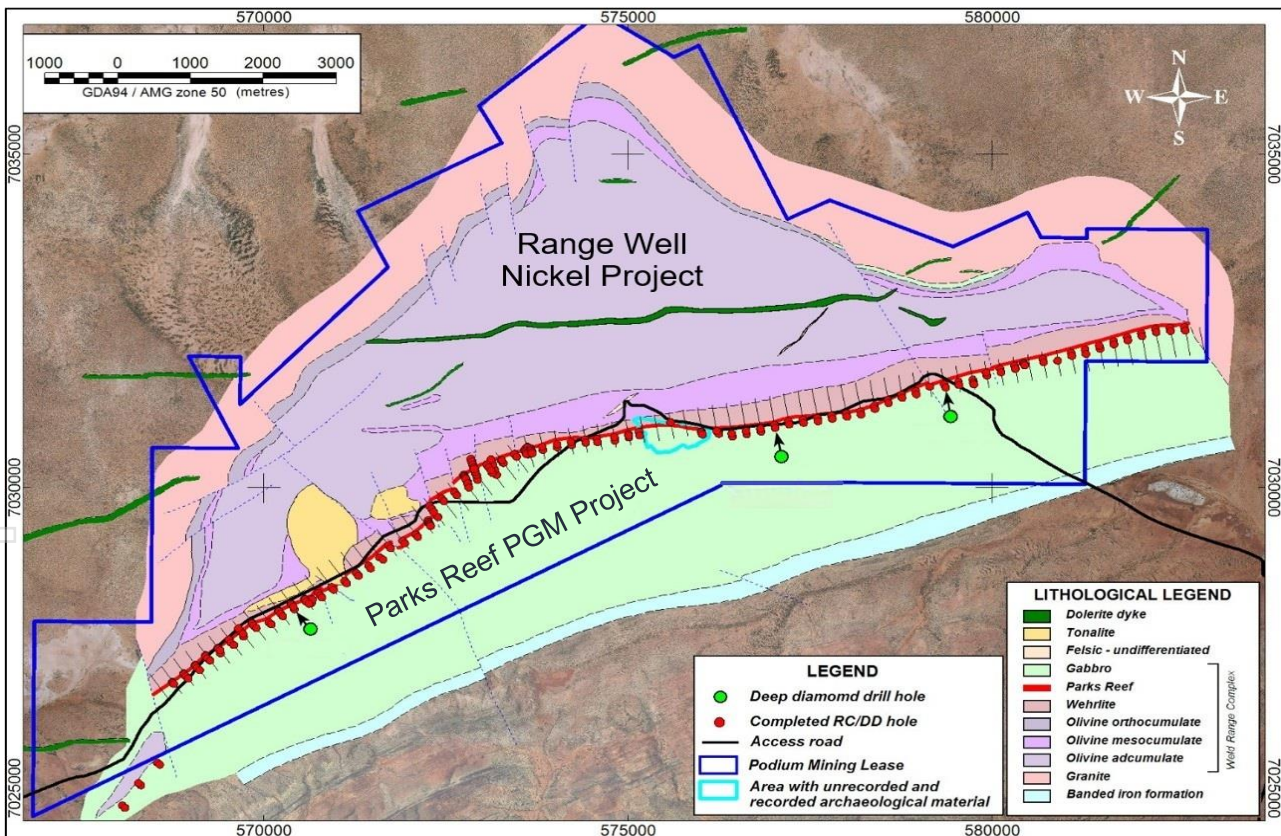 570000 575000 580000
1000 0 1000 2000 3000
GDA94 / AMG zone 50 (metres)
N
W E
S
7035000 7035000
Range Well
Nickel Project
7030000 7030000
Parks Reef PGM Project
7025000 7025000
LEGEND
Deep diamomd drill hole
Completed RC/DD hole
Access road
Podium Mining Lease
Area with unrecorded and
recorded archaeological material
LITHOLOGICAL LEGEND
Dolerite dyke
Tonalite
Felsic - undifferentiated
Gabbro
Parks Reef
Wehrlite
Olivine orthocumulate
Olivine mesocumulate
Olivine adcumulate
Granite
Banded iron formation
Weld Range Complex
570000 575000 580000